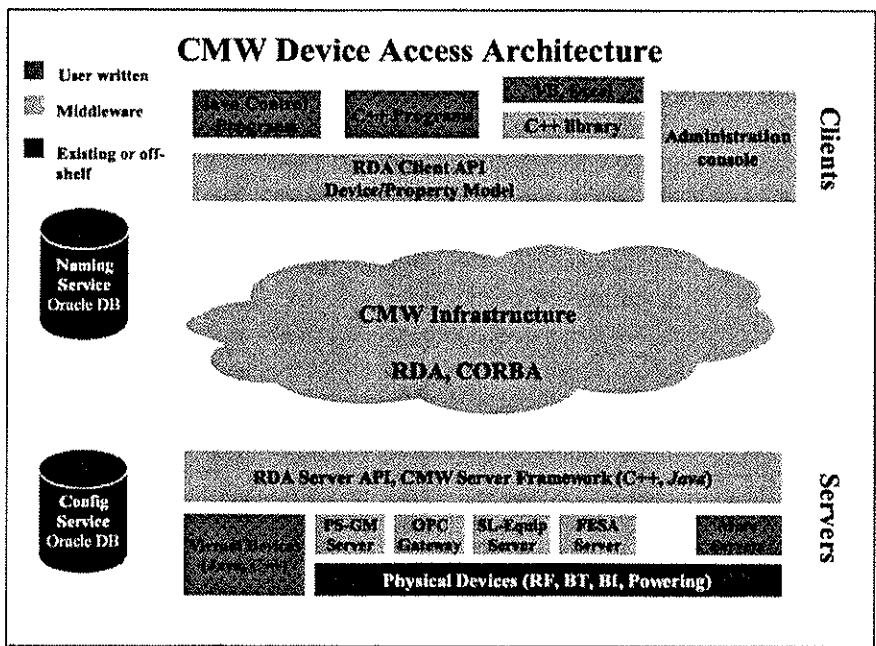 CMW Device Access Architecture
User written
Middleware
Existing or off-
shelf
Java Control
Programs
C++ Programs
VB, Excel
C++ library
Administration
console
RDA Client API
Device/Property Model
Clients
Naming
Service
Oracle DB
CMW Infrastructure
RDA, CORBA
Config
Service
Oracle DB
RDA Server API, CMW Server Framework (C++, Java)
Servers
Virtual Devices
PS-GM
Server
OPC
Gateway
SL-Equip
Server
FESA
Server
More
Physical Devices (RF, BT, BI, Powering)